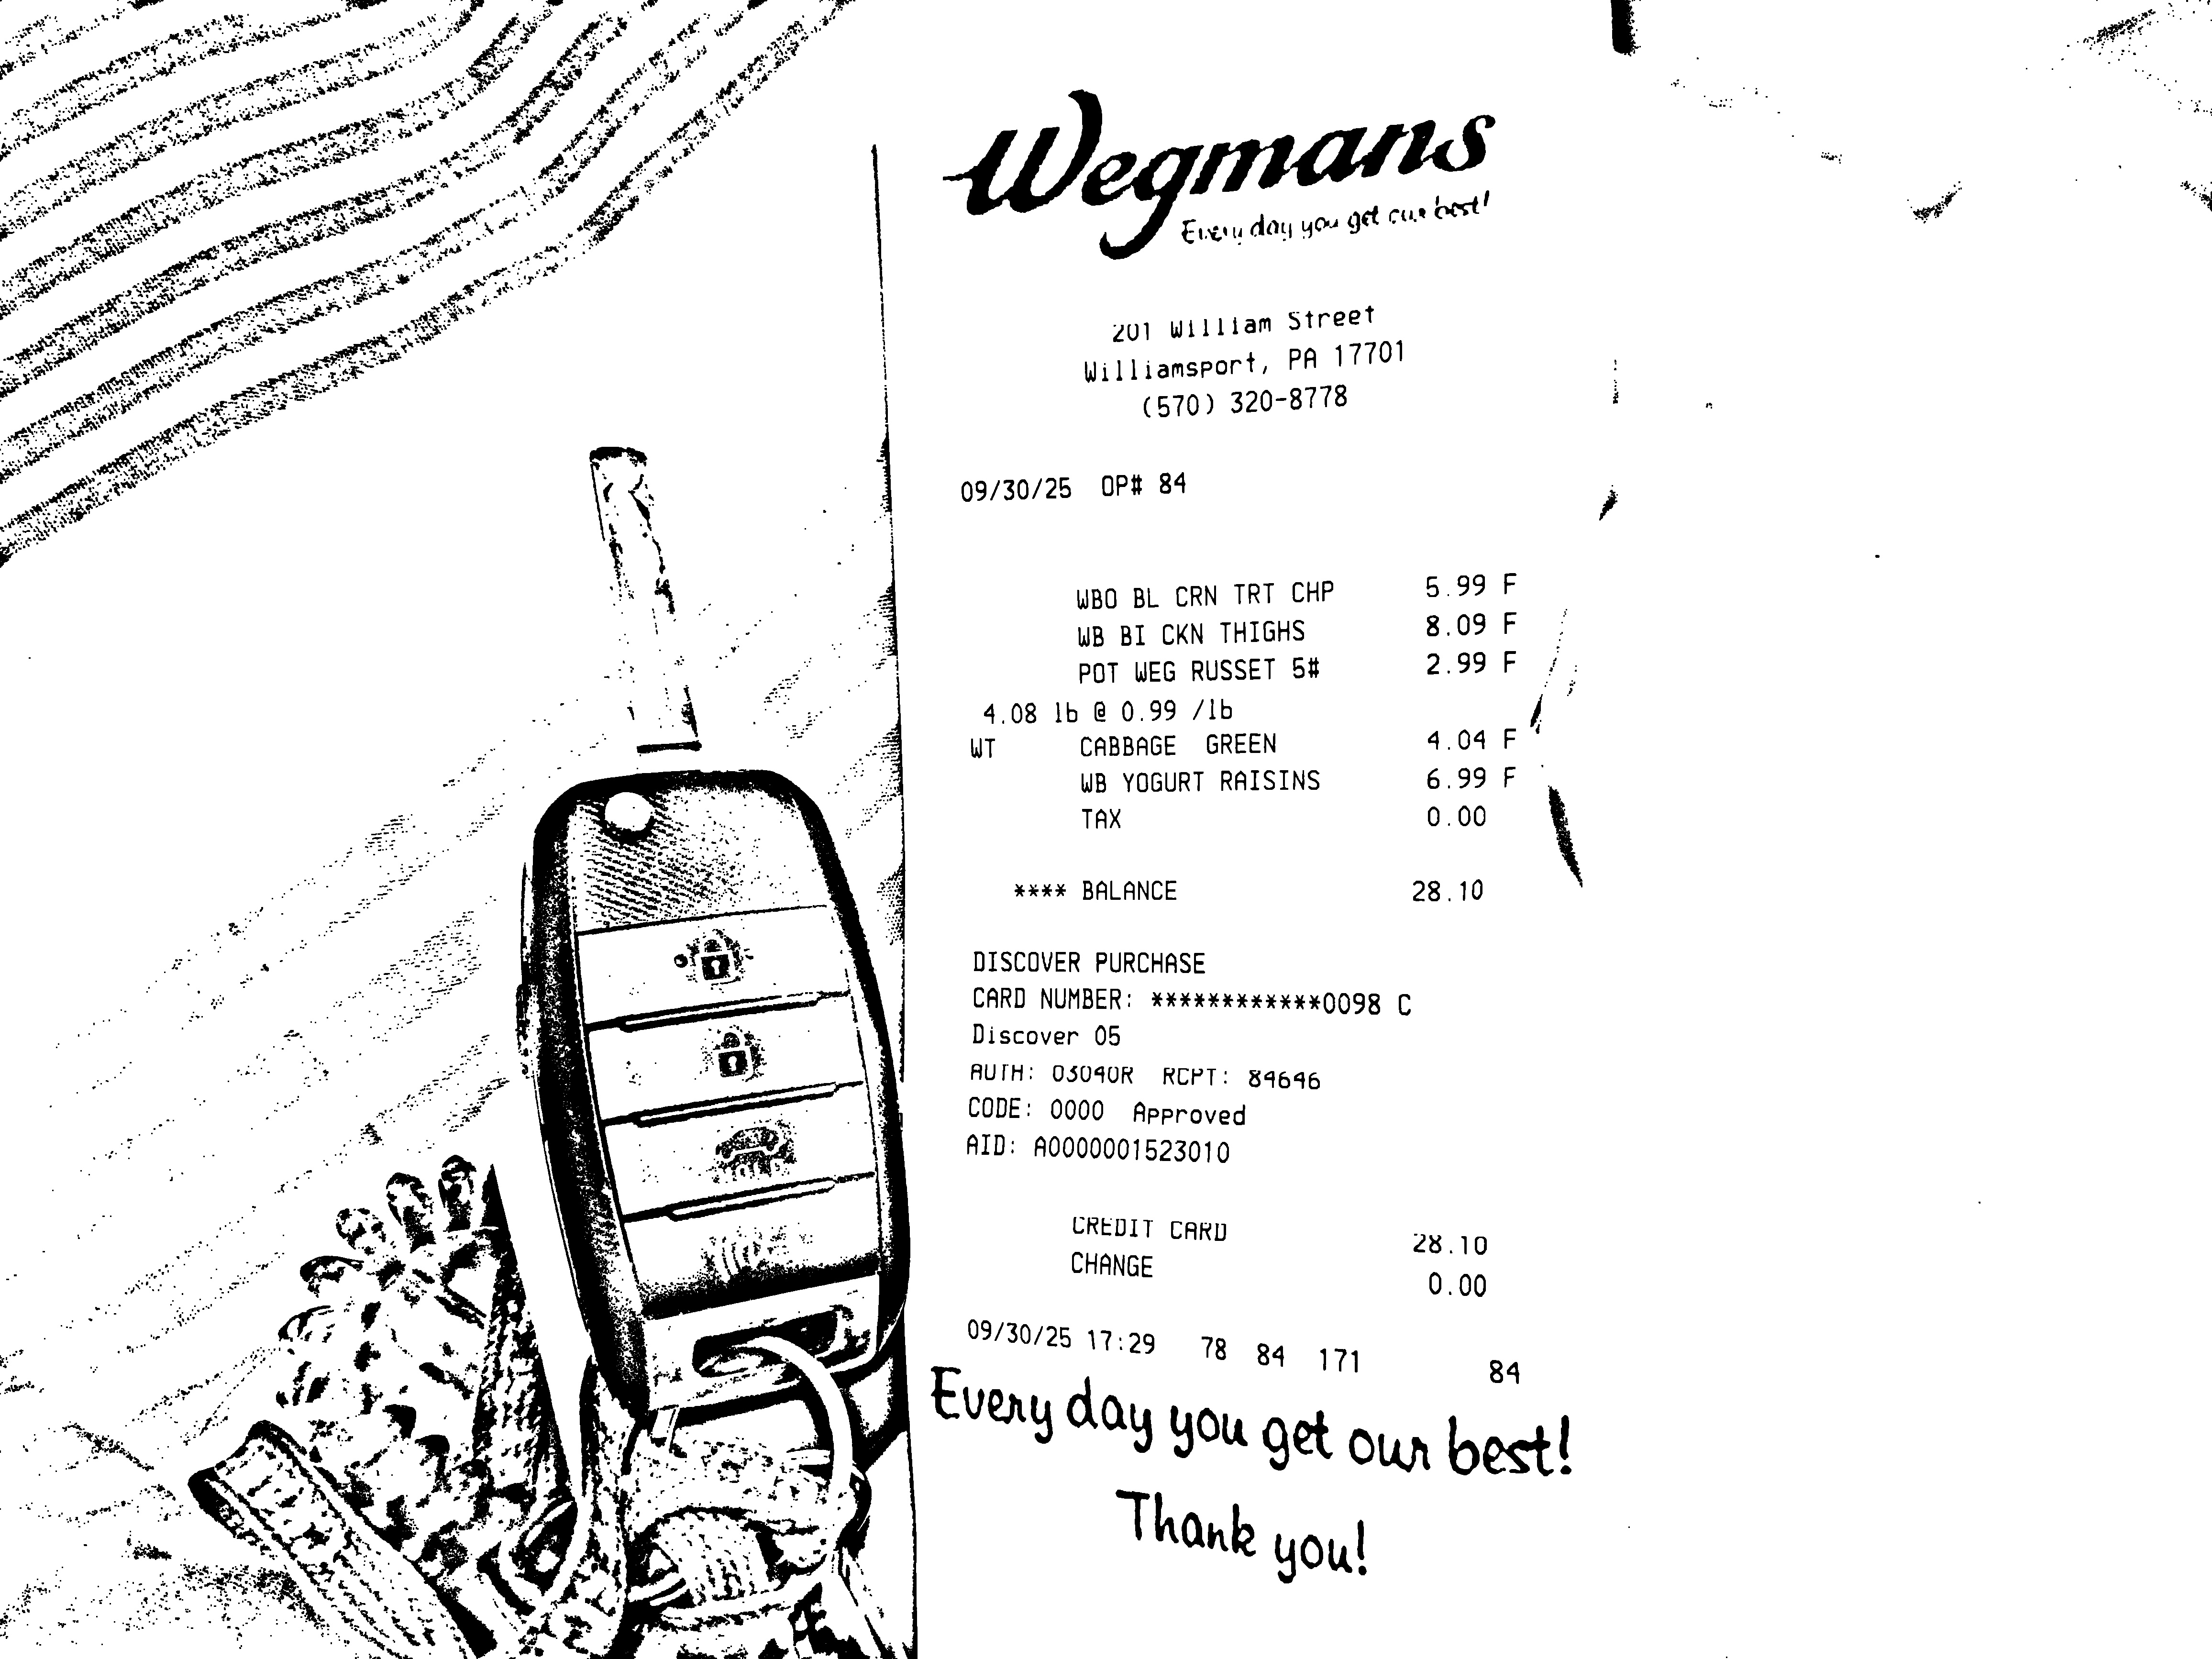 Wegmans
Every day you get our best!
201 William Street
Williamsport, PA 17701
(570) 320-8778
09/30/25 OP# 84
WBO BL CRN TRT CHP 5.99 F
WB BI CKN THIGHS 8.09 F
POT WEG RUSSET 5# 2.99 F
4.08 lb @ 0.99 /lb
WT CABBAGE GREEN 4.04 F
WB YOGURT RAISINS 6.99 F
TAX 0.00
**** BALANCE 28.10
DISCOVER PURCHASE
CARD NUMBER: ************0098 C
Discover 05
AUTH: 03040R RCPT: 84646
CODE: 0000 Approved
AID: A0000001523010
CREDIT CARD 28.10
CHANGE 0.00
09/30/25 17:29 78 84 171 84
Every day you get our best!
Thank you!